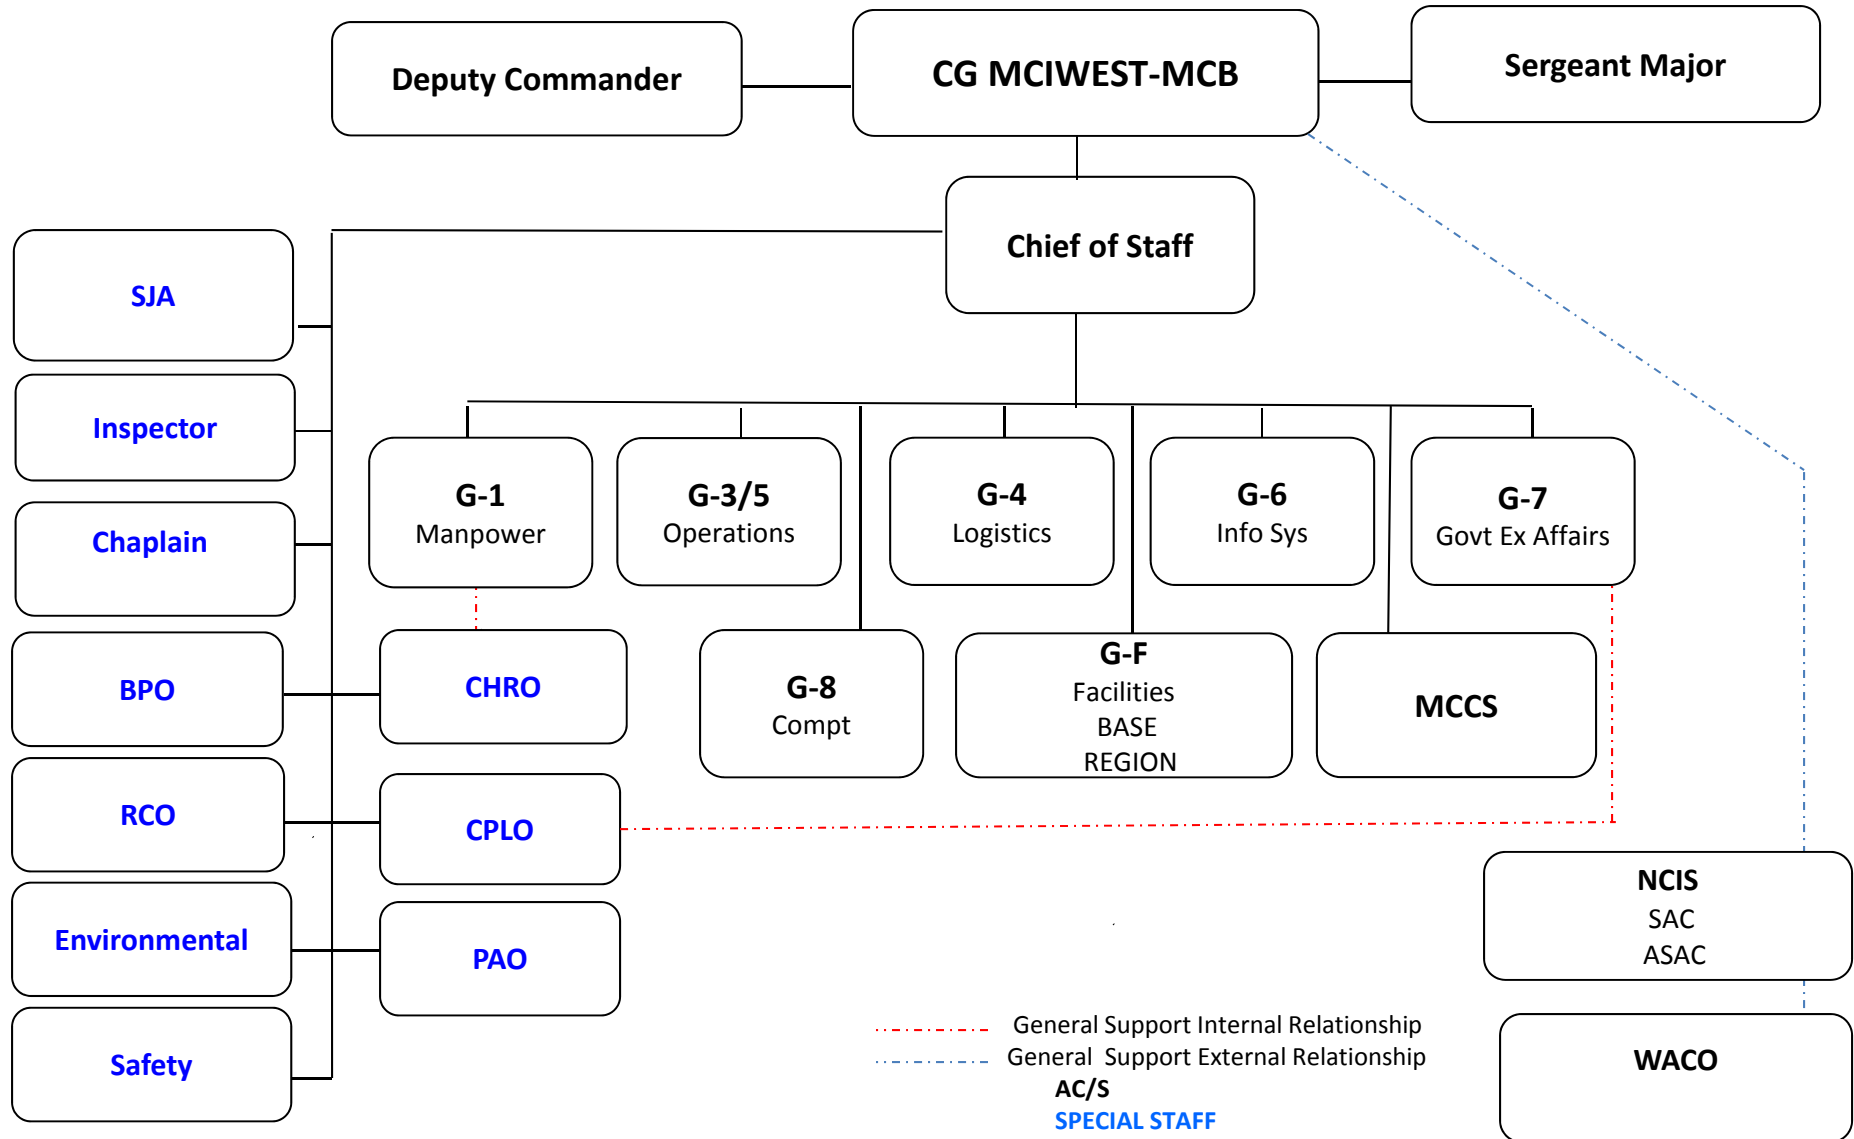 Deputy Commander
CG MCIWEST-MCB
Sergeant Major
Chief of Staff
SJA
Inspector
Chaplain
BPO
RCO
Environmental
Safety
CHRO
CPLO
PAO
G-1
Manpower
G-3/5
Operations
G-4
Logistics
G-6
Info Sys
G-7
Govt Ex Affairs
G-8
Compt
G-F
Facilities
BASE
REGION
MCCS
NCIS
SAC
ASAC
WACO
General Support Internal Relationship
General Support External Relationship
AC/S
SPECIAL STAFF